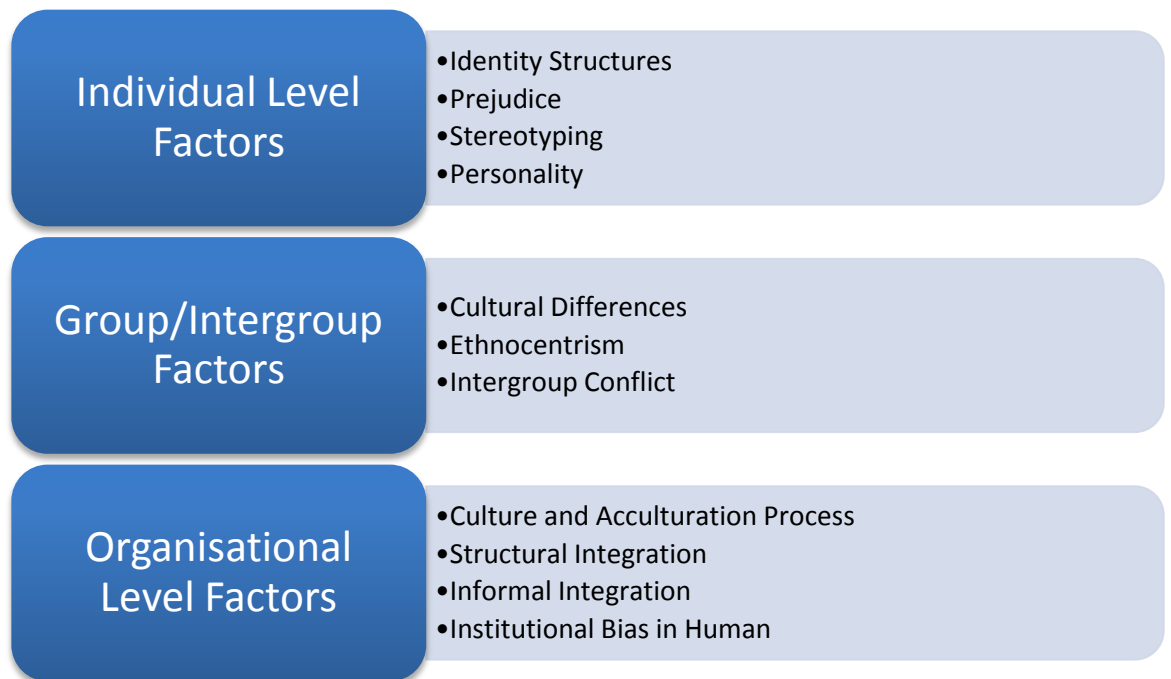 Individual Level
Factors
•Identity Structures
•Prejudice
•Stereotyping
•Personality
Group/Intergroup
Factors
•Cultural Differences
•Ethnocentrism
•Intergroup Conflict
Organisational
Level Factors
•Culture and Acculturation Process
•Structural Integration
•Informal Integration
•Institutional Bias in Human